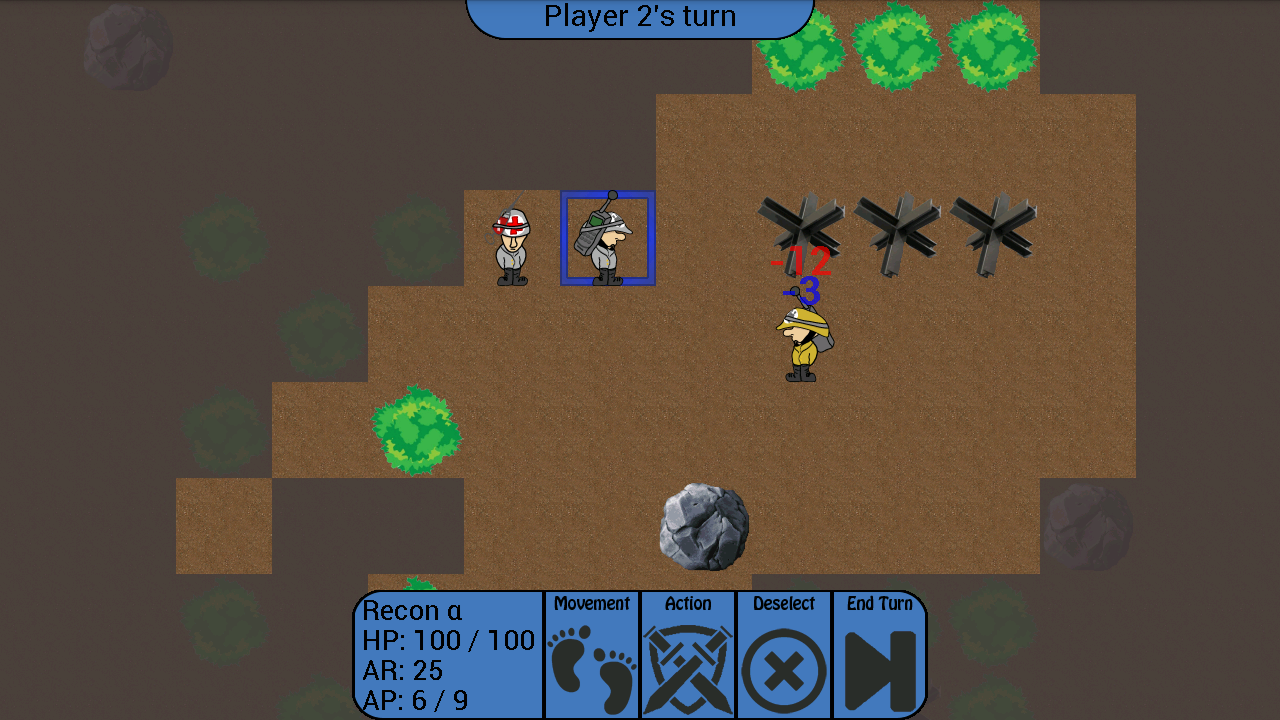 Player 2's turn
-12
-3
Recon α
HP: 100 / 100
AR: 25
AP: 6 / 9
Movement
Action
Deselect
End Turn